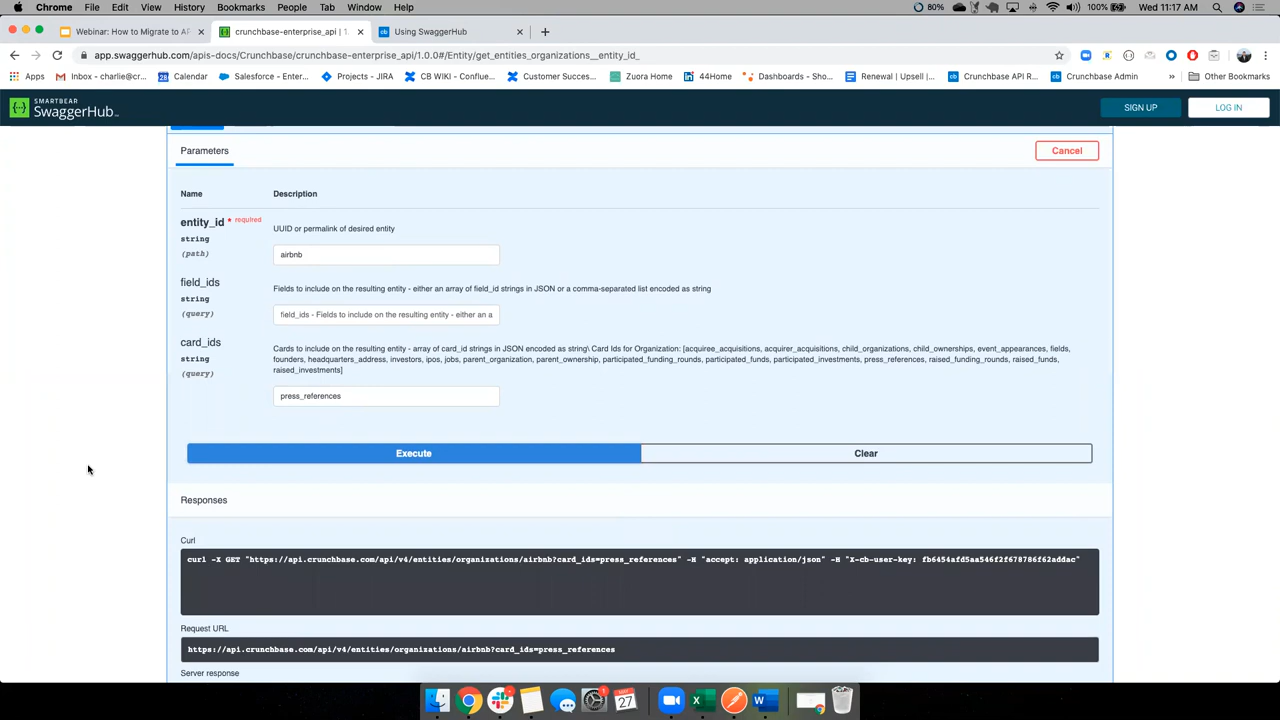 Chrome File Edit View History Bookmarks People Tab Window Help 80% 100% Wed 11:17 AM
Webinar: How to Migrate to AP
crunchbase-enterprise_api | 1.
Using SwaggerHub
app.swaggerhub.com/apis-docs/Crunchbase/crunchbase-enterprise_api/1.0.0#/Entity/get_entities_organizations__entity_id_
Apps Inbox - charlie@cr... Calendar Salesforce - Enter... Projects - JIRA CB WIKI - Conflue... Customer Succes... Zuora Home 44Home Dashboards - Sho... Renewal | Upsell |... Crunchbase API R... Crunchbase Admin » Other Bookmarks
SMARTBEAR
SwaggerHub
SIGN UP
LOG IN
Parameters
Cancel
Name Description
entity_id * required
UUID or permalink of desired entity
string
(path)
airbnb
field_ids
Fields to include on the resulting entity - either an array of field_id strings in JSON or a comma-separated list encoded as string
string
(query)
field_ids - Fields to include on the resulting entity - either an a
card_ids
Cards to include on the resulting entity - array of card_id strings in JSON encoded as string\ Card Ids for Organization: [acquiree_acquisitions, acquirer_acquisitions, child_organizations, child_ownerships, event_appearances, fields,
string
founders, headquarters_address, investors, ipos, jobs, parent_organization, parent_ownership, participated_funding_rounds, participated_funds, participated_investments, press_references, raised_funding_rounds, raised_funds,
(query)
raised_investments]
press_references
Execute
Clear
Responses
Curl
curl -X GET "https://api.crunchbase.com/api/v4/entities/organizations/airbnb?card_ids=press_references" -H "accept: application/json" -H "X-cb-user-key: fb6454afd5aa546f2f678786f62addac"
Request URL
https://api.crunchbase.com/api/v4/entities/organizations/airbnb?card_ids=press_references
Server response
27